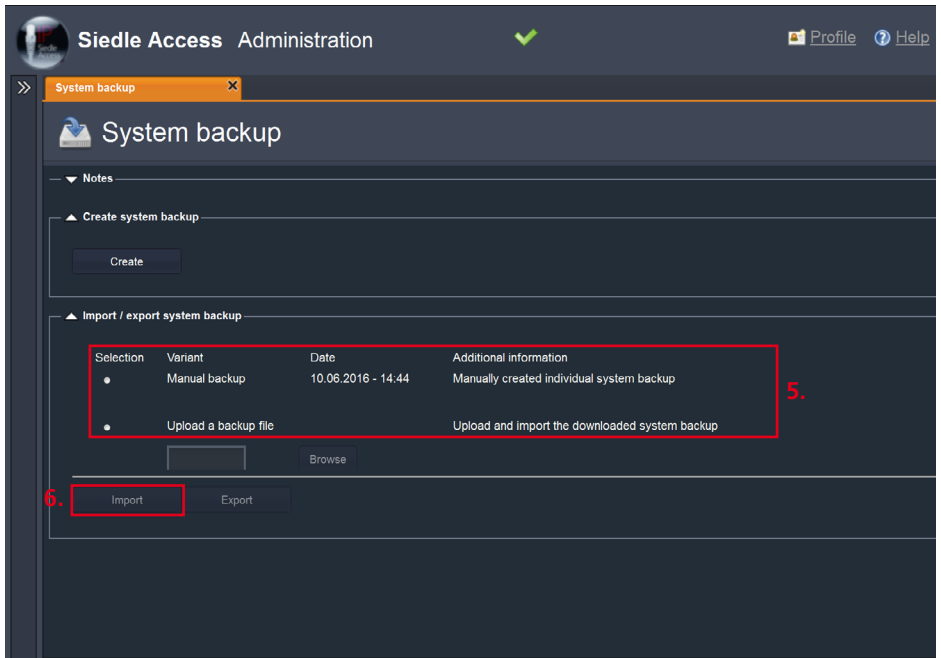 Siedle Access Administration
Profile Help
System backup
System backup
Notes
Create system backup
Create
Import / export system backup
Selection Variant Date Additional information
Manual backup 10.06.2016 - 14:44 Manually created individual system backup
5.
Upload a backup file Upload and import the downloaded system backup
Browse
6. Import Export